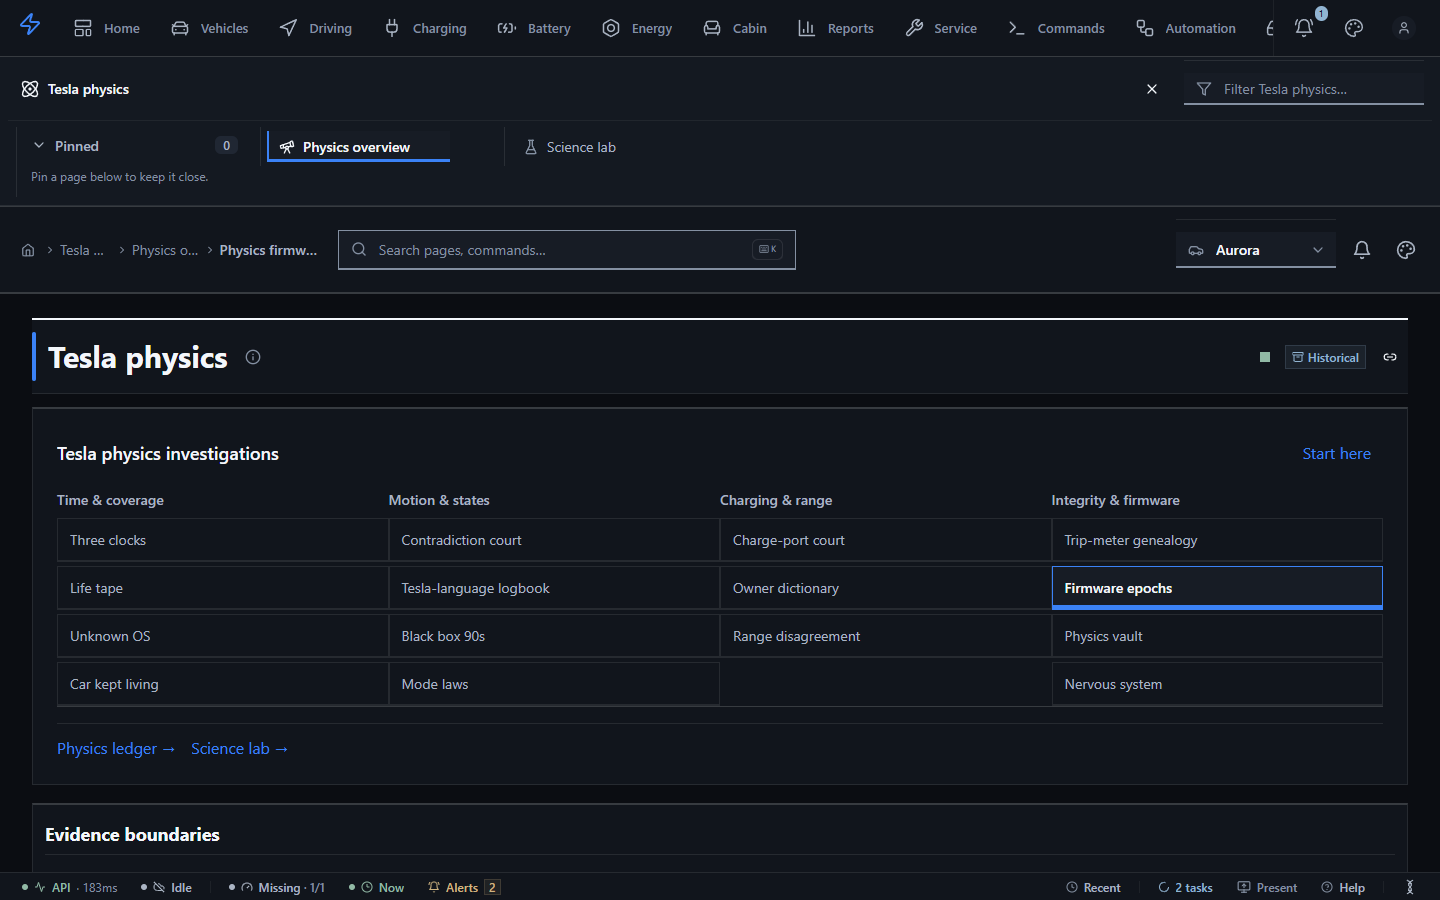 Home Vehicles Driving Charging Battery Energy Cabin Reports Service Commands Automation 1
Tesla physics
Filter Tesla physics...
Pinned 0
Physics overview
Science lab
Pin a page below to keep it close.
Tesla ... Physics o... Physics firmw...
Search pages, commands...
K
Aurora
Tesla physics
Historical
Tesla physics investigations
Start here
Time & coverage Motion & states Charging & range Integrity & firmware
Three clocks Contradiction court Charge-port court Trip-meter genealogy
Life tape Tesla-language logbook Owner dictionary Firmware epochs
Unknown OS Black box 90s Range disagreement Physics vault
Car kept living Mode laws Nervous system
Physics ledger → Science lab →
Evidence boundaries
API · 183ms Idle Missing · 1/1 Now Alerts 2 Recent 2 tasks Present Help